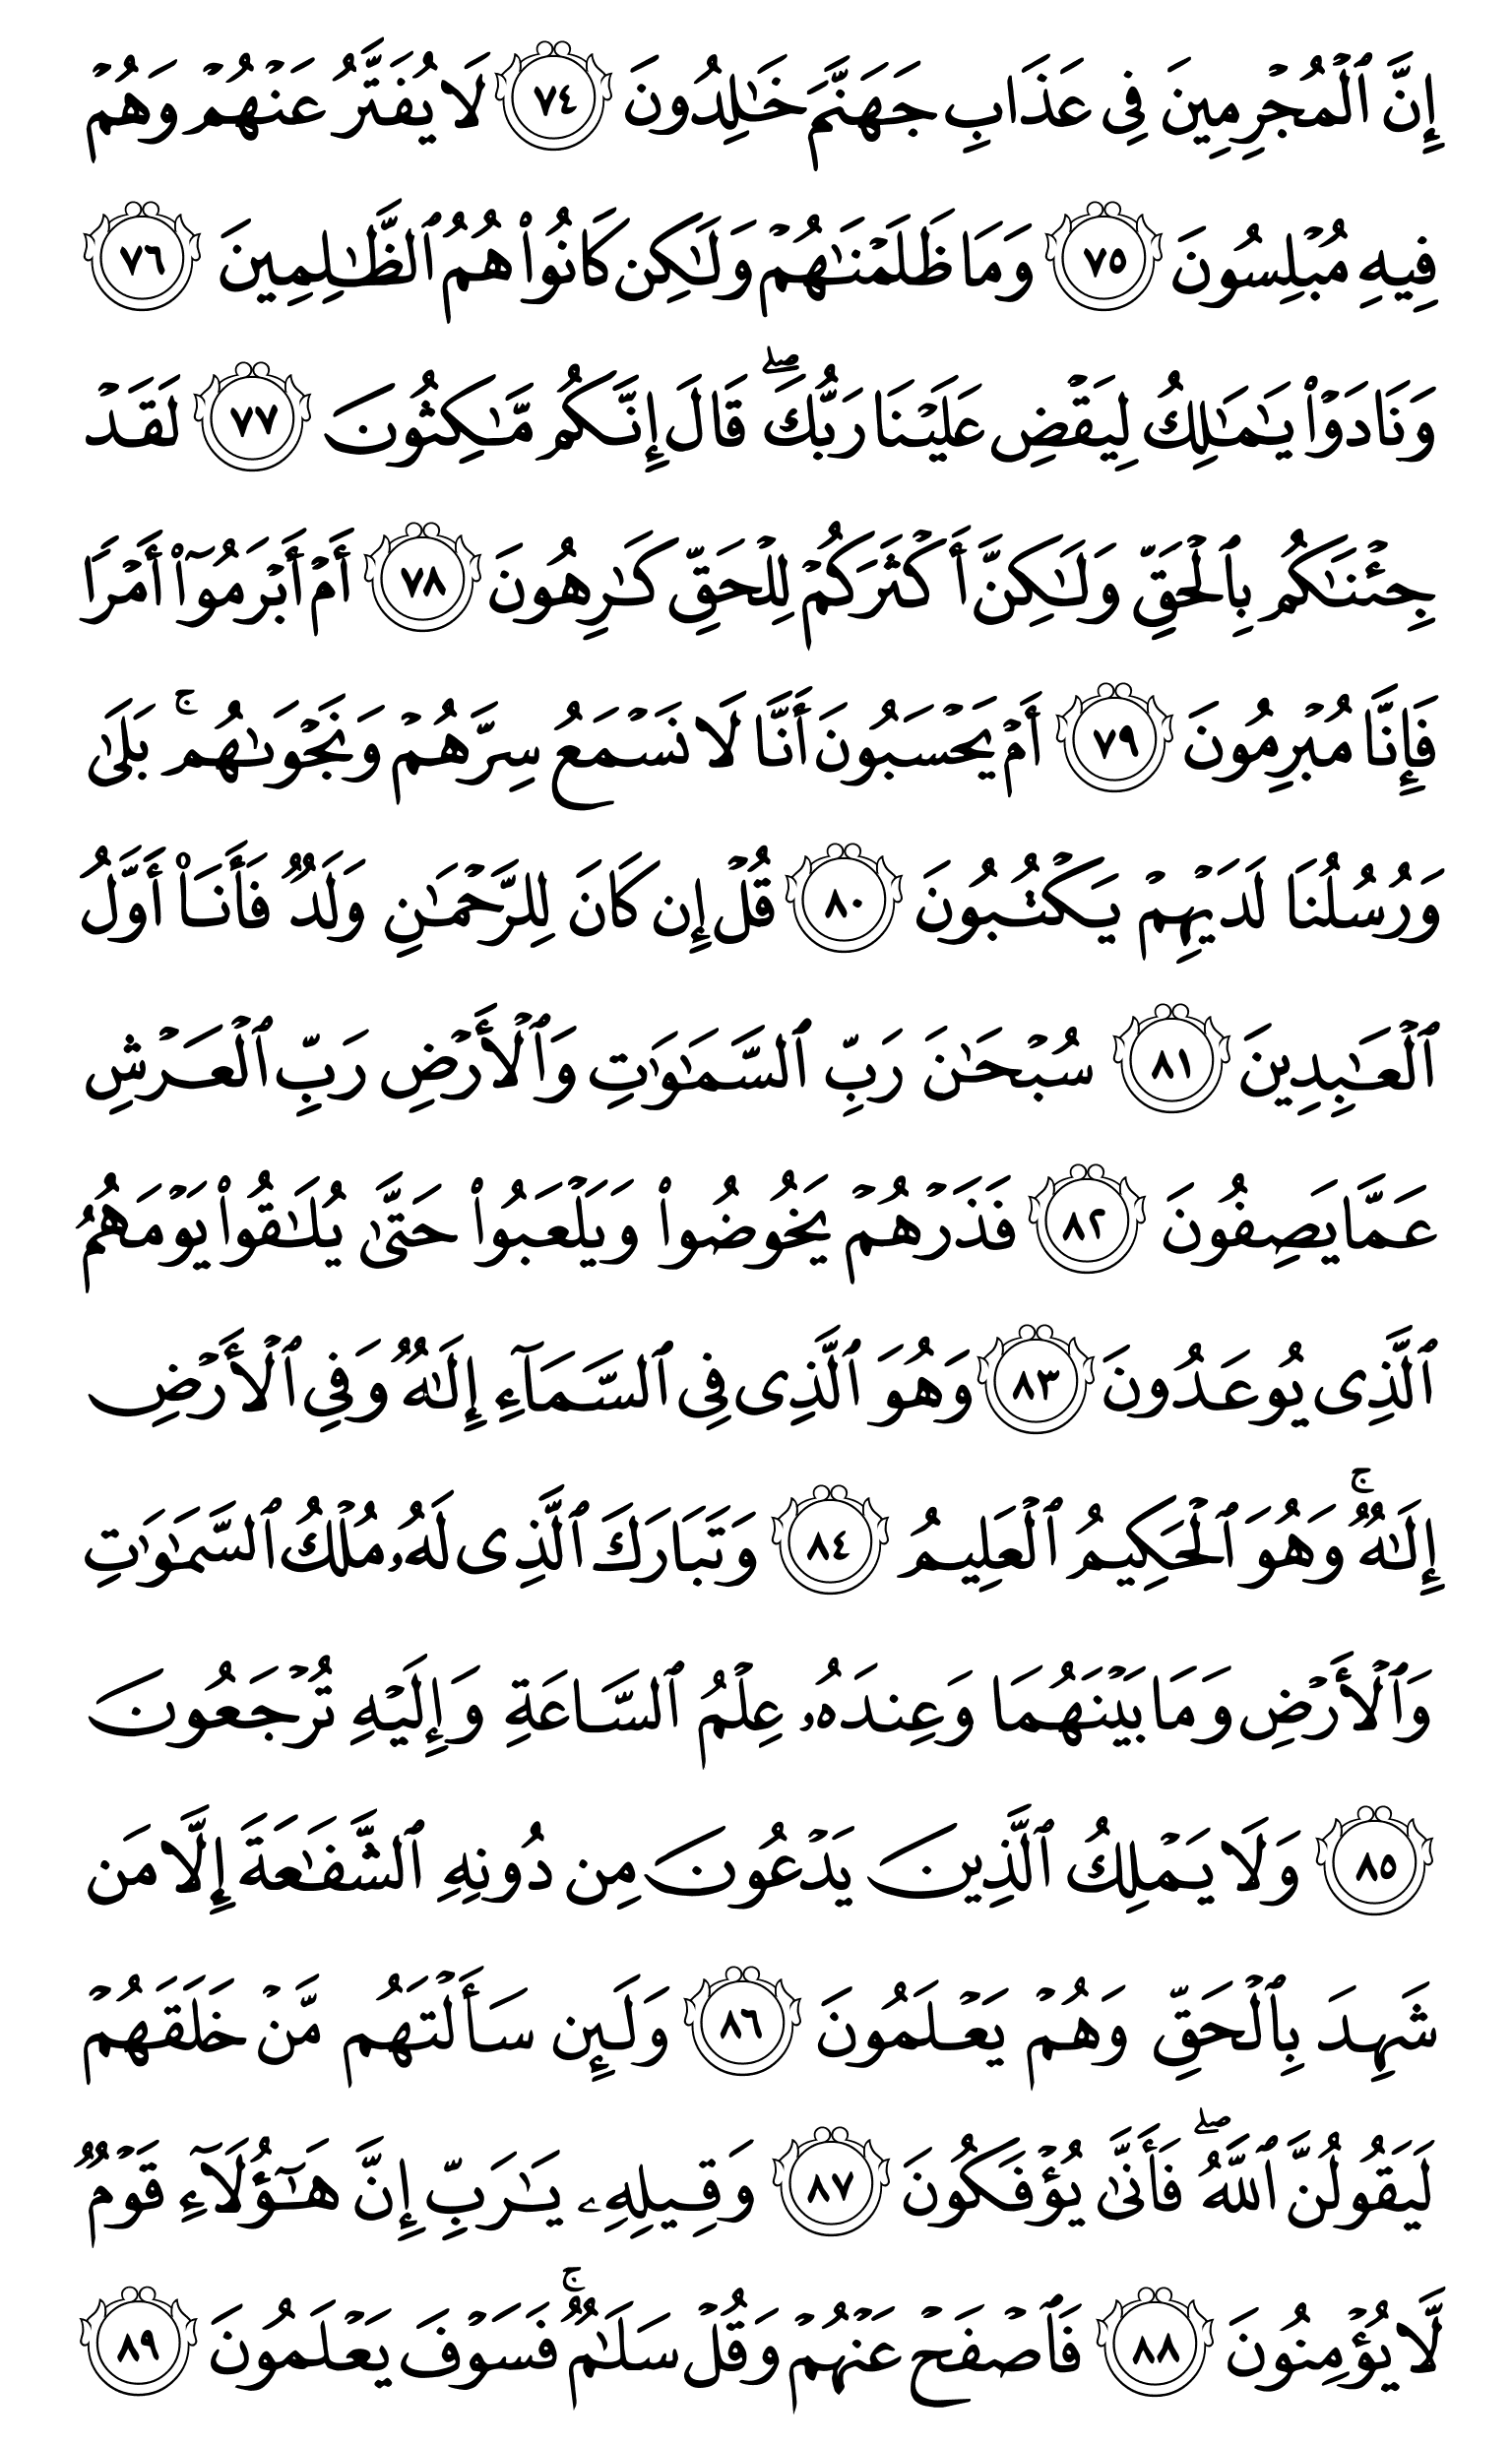 إِنَّ ٱلْمُجْرِمِينَ فِى عَذَابِ جَهَنَّمَ خَـٰلِدُونَ ٧٤ لَا يُفَتَّرُ عَنْهُمْ وَهُمْ
فِيهِ مُبْلِسُونَ ٧٥ وَمَا ظَلَمْنَـٰهُمْ وَلَـٰكِن كَانُوا۟ هُمُ ٱلظَّـٰلِمِينَ ٧٦
وَنَادَوْا۟ يَـٰمَـٰلِكُ لِيَقْضِ عَلَيْنَا رَبُّكَ ۖ قَالَ إِنَّكُم مَّـٰكِثُونَ ٧٧ لَقَدْ
جِئْنَـٰكُم بِٱلْحَقِّ وَلَـٰكِنَّ أَكْثَرَكُمْ لِلْحَقِّ كَـٰرِهُونَ ٧٨ أَمْ أَبْرَمُوٓا۟ أَمْرًا
فَإِنَّا مُبْرِمُونَ ٧٩ أَمْ يَحْسَبُونَ أَنَّا لَا نَسْمَعُ سِرَّهُمْ وَنَجْوَىٰهُم ۚ بَلَىٰ
وَرُسُلُنَا لَدَيْهِمْ يَكْتُبُونَ ٨٠ قُلْ إِن كَانَ لِلرَّحْمَـٰنِ وَلَدٌ فَأَنَا۠ أَوَّلُ
ٱلْعَـٰبِدِينَ ٨١ سُبْحَـٰنَ رَبِّ ٱلسَّمَـٰوَٰتِ وَٱلْأَرْضِ رَبِّ ٱلْعَرْشِ
عَمَّا يَصِفُونَ ٨٢ فَذَرْهُمْ يَخُوضُوا۟ وَيَلْعَبُوا۟ حَتَّىٰ يُلَـٰقُوا۟ يَوْمَهُمُ
ٱلَّذِى يُوعَدُونَ ٨٣ وَهُوَ ٱلَّذِى فِى ٱلسَّمَآءِ إِلَـٰهٌ وَفِى ٱلْأَرْضِ
إِلَـٰهٌ ۚ وَهُوَ ٱلْحَكِيمُ ٱلْعَلِيمُ ٨٤ وَتَبَارَكَ ٱلَّذِى لَهُۥ مُلْكُ ٱلسَّمَـٰوَٰتِ
وَٱلْأَرْضِ وَمَا بَيْنَهُمَا وَعِندَهُۥ عِلْمُ ٱلسَّاعَةِ وَإِلَيْهِ تُرْجَعُونَ
٨٥ وَلَا يَمْلِكُ ٱلَّذِينَ يَدْعُونَ مِن دُونِهِ ٱلشَّفَـٰعَةَ إِلَّا مَن
شَهِدَ بِٱلْحَقِّ وَهُمْ يَعْلَمُونَ ٨٦ وَلَئِن سَأَلْتَهُم مَّنْ خَلَقَهُمْ
لَيَقُولُنَّ ٱللَّهُ ۖ فَأَنَّىٰ يُؤْفَكُونَ ٨٧ وَقِيلِهِۦ يَـٰرَبِّ إِنَّ هَـٰٓؤُلَآءِ قَوْمٌ
لَّا يُؤْمِنُونَ ٨٨ فَٱصْفَحْ عَنْهُمْ وَقُلْ سَلَـٰمٌ ۚ فَسَوْفَ يَعْلَمُونَ ٨٩